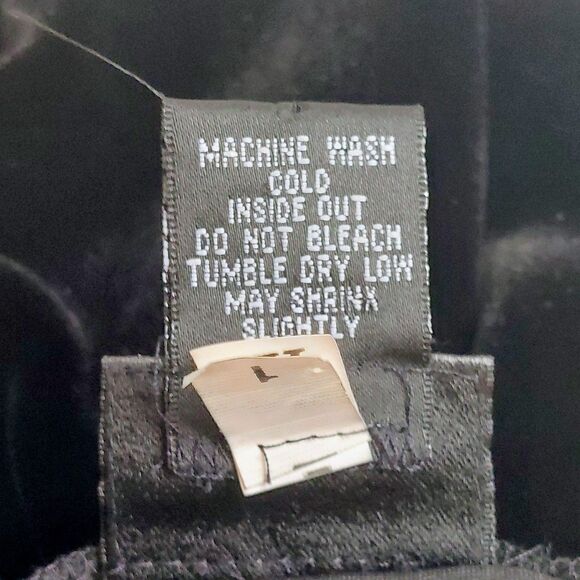 MACHINE WASH
COLD
INSIDE OUT
DO NOT BLEACH
TUMBLE DRY LOW
MAY SHRINK
SLIGHTLY
L